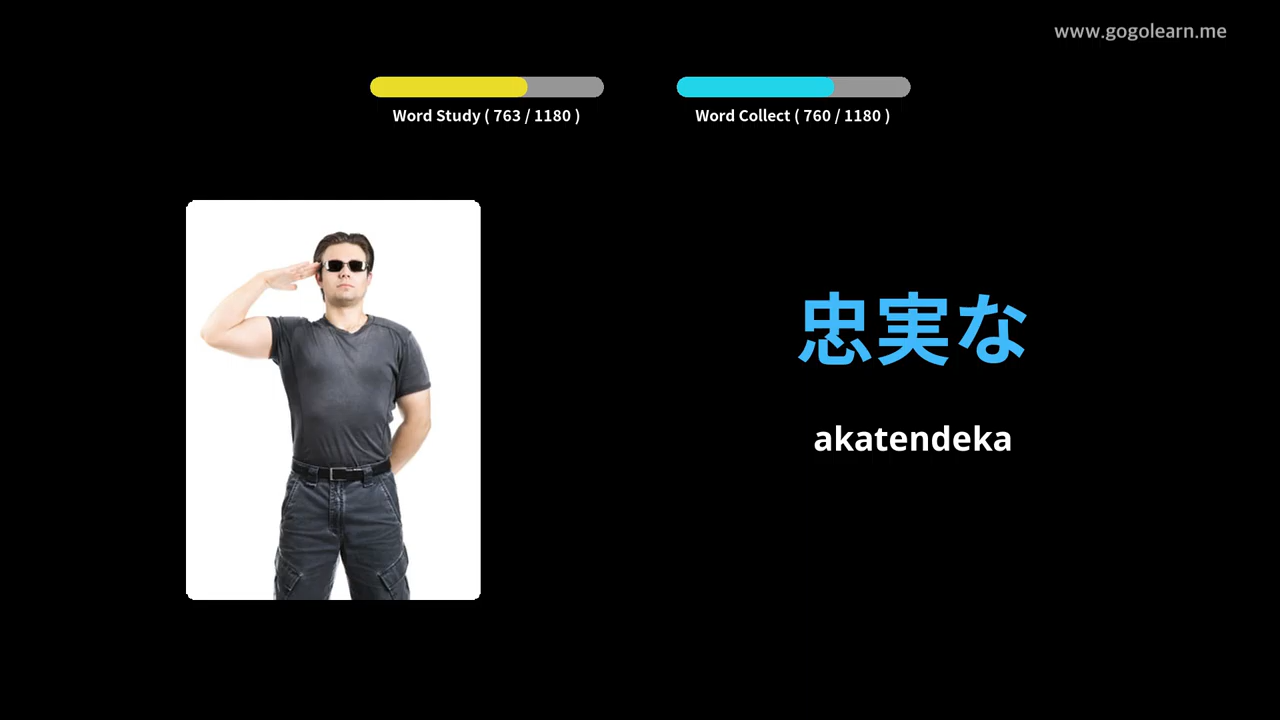 www.gogolearn.me
Word Study ( 763 / 1180 )
Word Collect ( 760 / 1180 )
忠実な
akatendeka